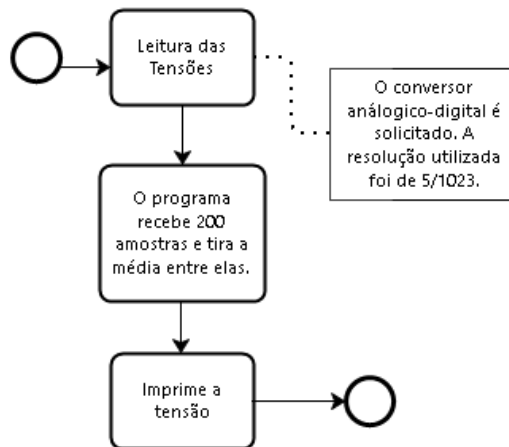 Leitura das
Tensões
O conversor
análogico-digital é
solicitado. A
resolução utilizada
foi de 5/1023.
O programa
recebe 200
amostras e tira a
média entre elas.
Imprime a
tensão